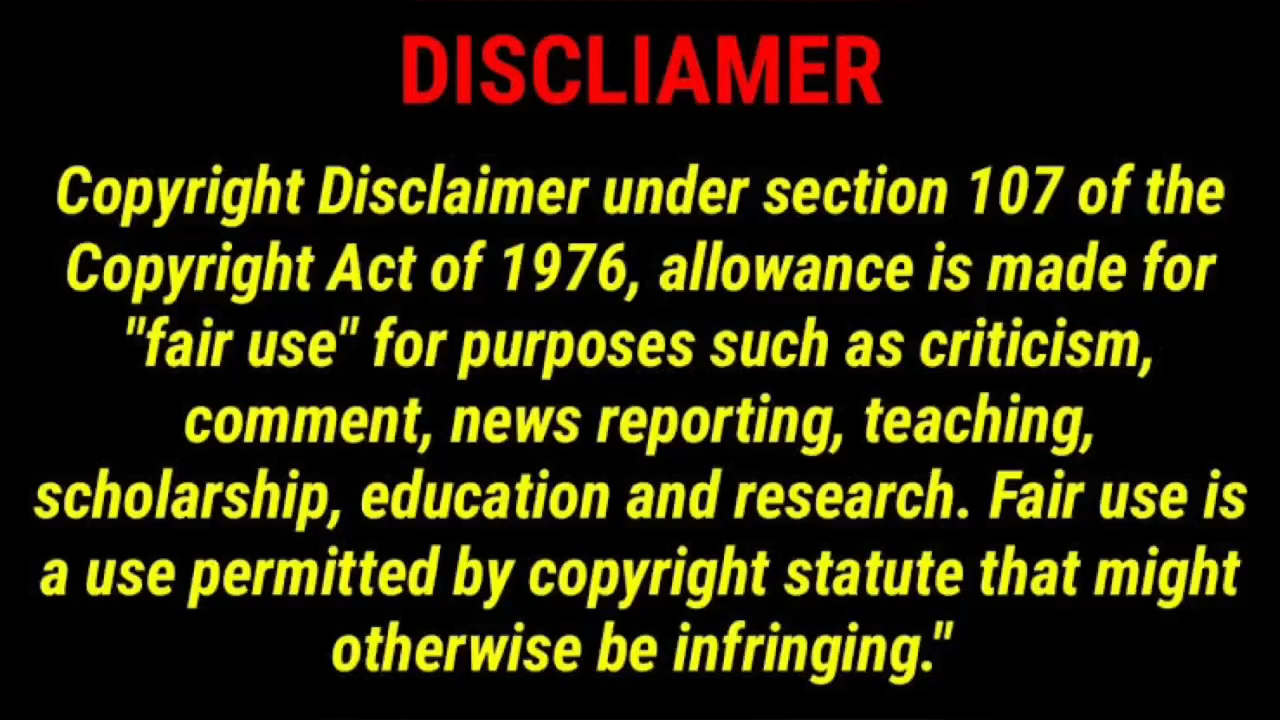 DISCLIAMER
Copyright Disclaimer under section 107 of the
Copyright Act of 1976, allowance is made for
"fair use" for purposes such as criticism,
comment, news reporting, teaching,
scholarship, education and research. Fair use is
a use permitted by copyright statute that might
otherwise be infringing."